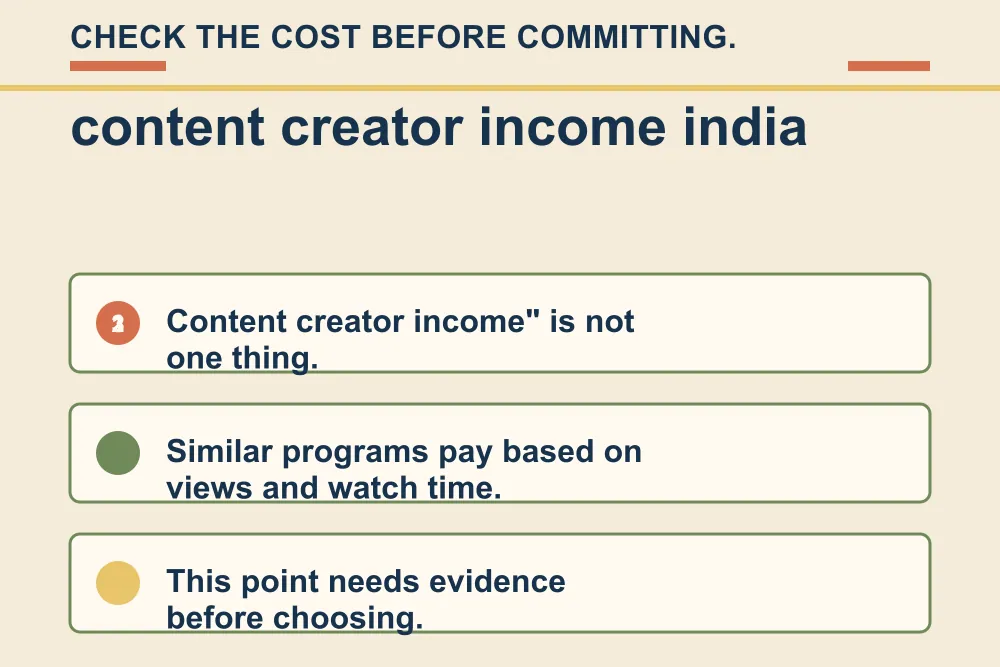 CHECK THE COST BEFORE COMMITTING.
content creator income india
Content creator income" is not
one thing.
Similar programs pay based on
views and watch time.
This point needs evidence
before choosing.